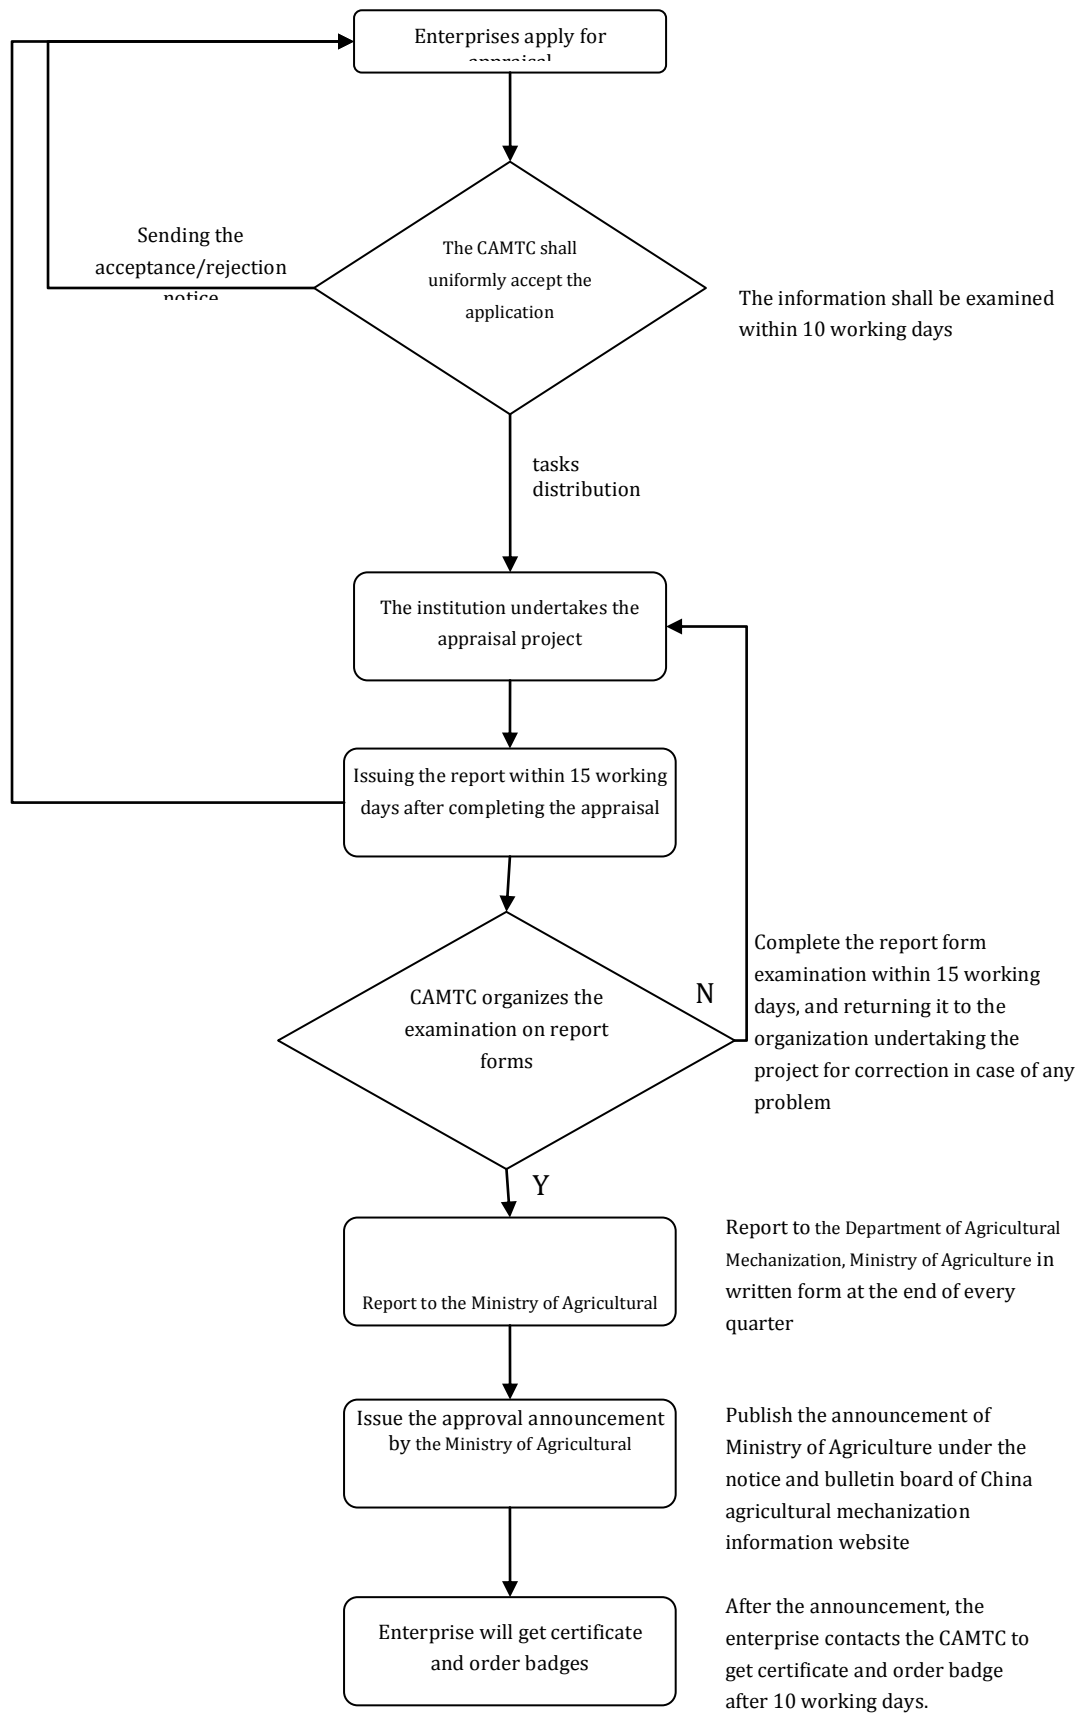 Enterprises apply for
appraisal
Sending the
acceptance/rejection
notice
The CAMTC shall
uniformly accept the
application
The information shall be examined
within 10 working days
tasks
distribution
The institution undertakes the
appraisal project
Issuing the report within 15 working
days after completing the appraisal
CAMTC organizes the
examination on report
forms
N
Complete the report form
examination within 15 working
days, and returning it to the
organization undertaking the
project for correction in case of any
problem
Y
Report to the Ministry of Agricultural
Report to the Department of Agricultural
Mechanization, Ministry of Agriculture in
written form at the end of every
quarter
Issue the approval announcement
by the Ministry of Agricultural
Publish the announcement of
Ministry of Agriculture under the
notice and bulletin board of China
agricultural mechanization
information website
Enterprise will get certificate
and order badges
After the announcement, the
enterprise contacts the CAMTC to
get certificate and order badge
after 10 working days.